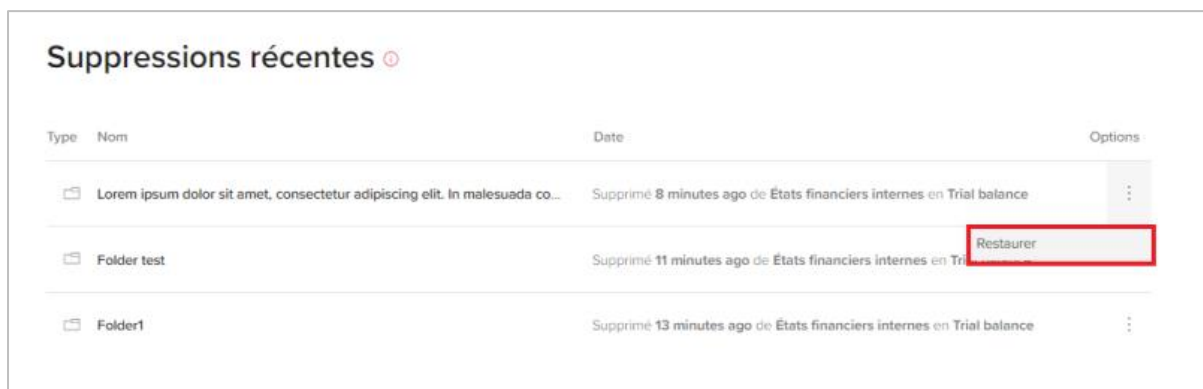 Suppressions récentes
Type Nom Date Options
Lorem ipsum dolor sit amet, consectetur adipiscing elit. In malesuada co... Supprimé 8 minutes ago de États financiers internes en Trial balance
Restaurer
Folder test Supprimé 11 minutes ago de États financiers internes en
Folder1 Supprimé 13 minutes ago de États financiers internes en Trial balance